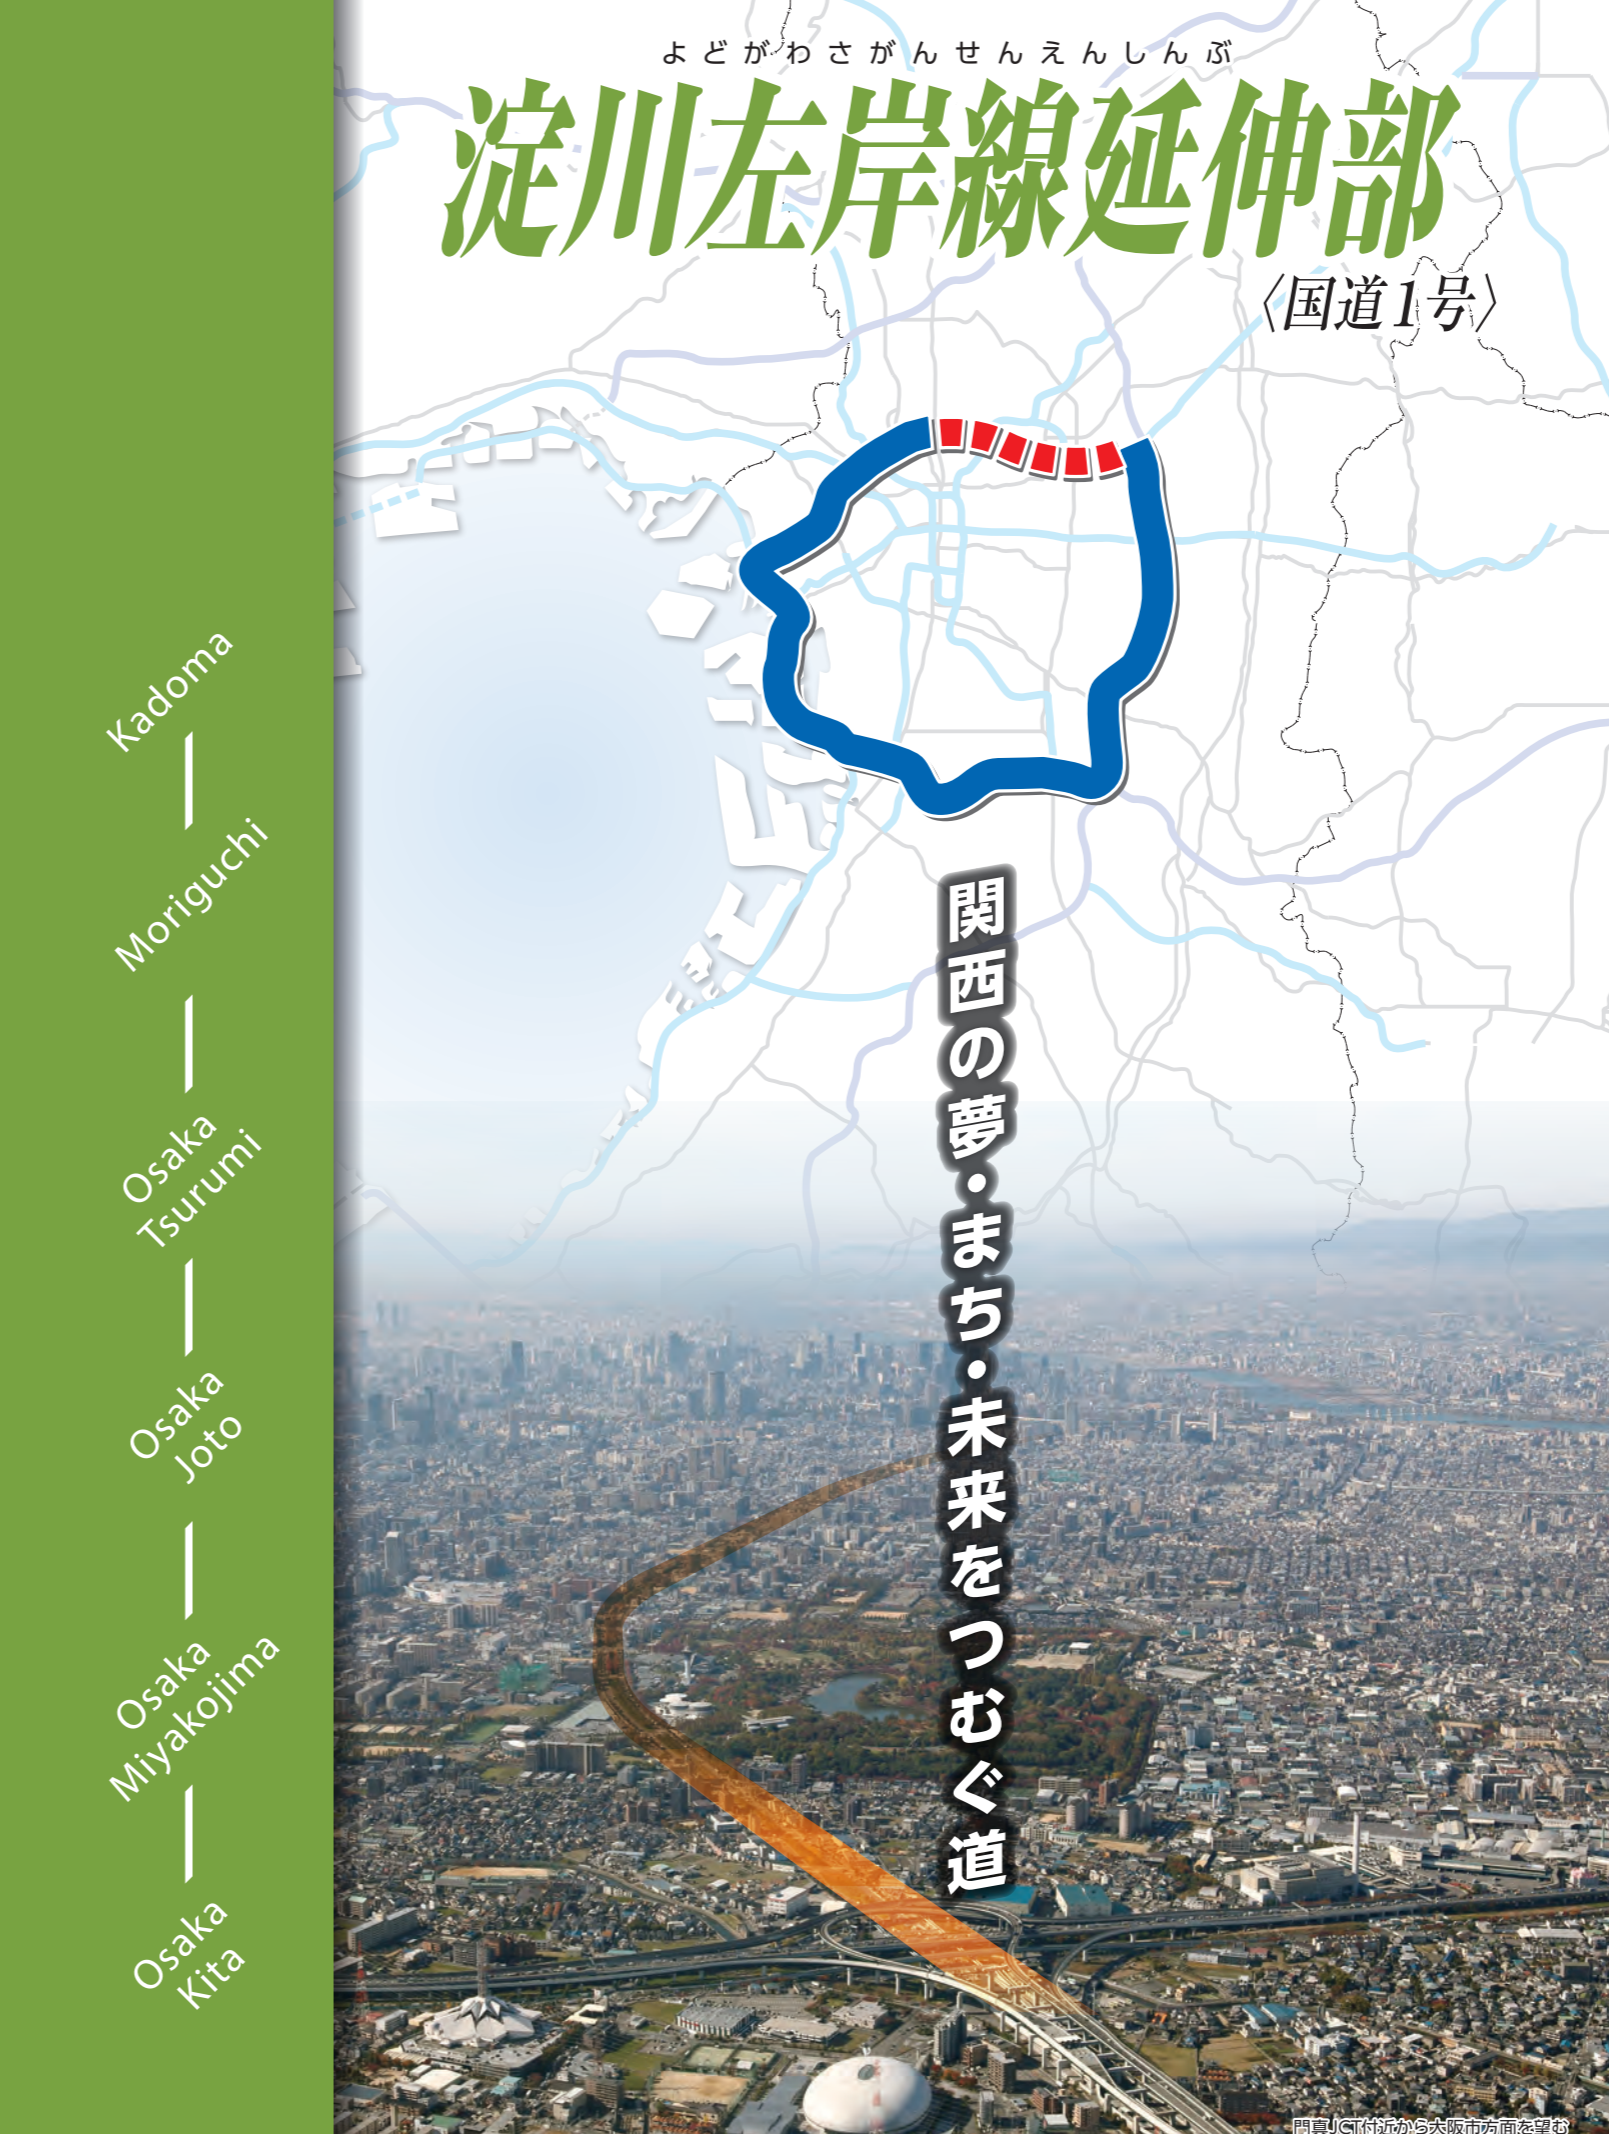 よどがわさがんせんえんしんぶ
淀川左岸線延伸部
〈国道1号〉
関西の夢・まち・未来をつむぐ道
Kadoma
Moriguchi
Osaka
Tsurumi
Osaka
Joto
Osaka
Miyakojima
Osaka
Kita
門真JCT付近から大阪市方面を望む